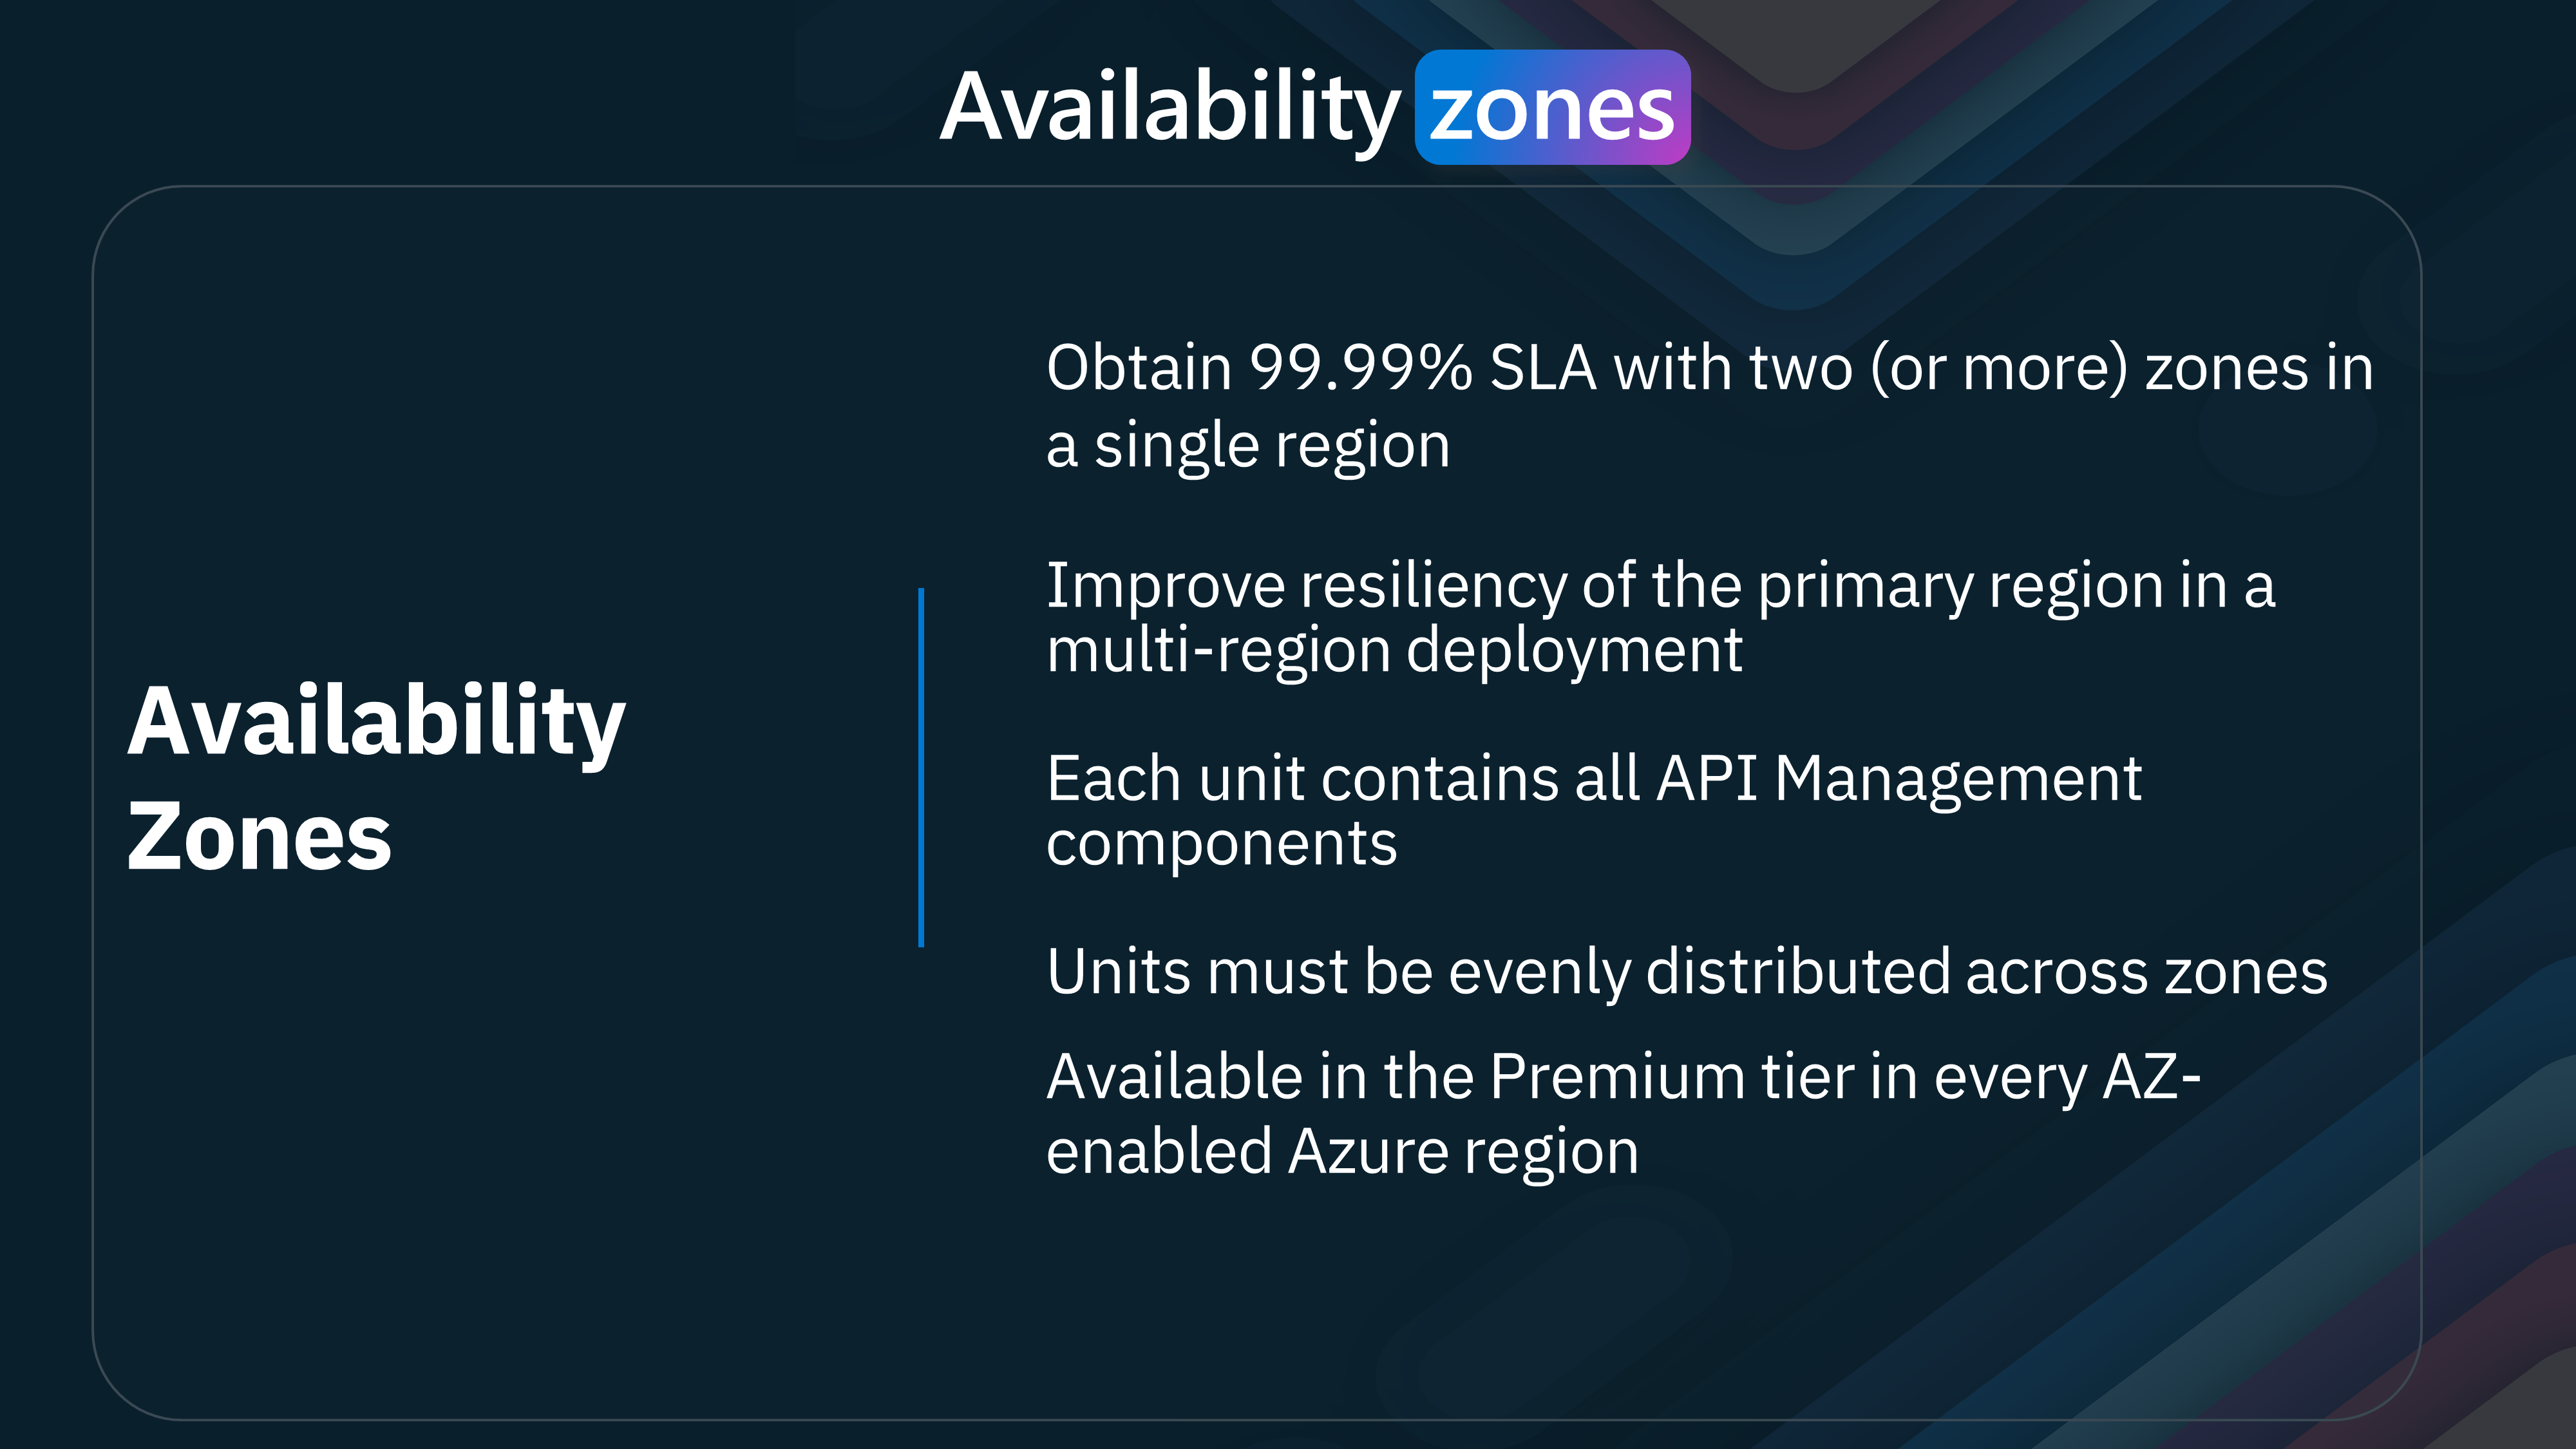 Availability zones
Availability
Zones
Obtain 99.99% SLA with two (or more) zones in
a single region
Improve resiliency of the primary region in a
multi-region deployment
Each unit contains all API Management
components
Units must be evenly distributed across zones
Available in the Premium tier in every AZ-
enabled Azure region